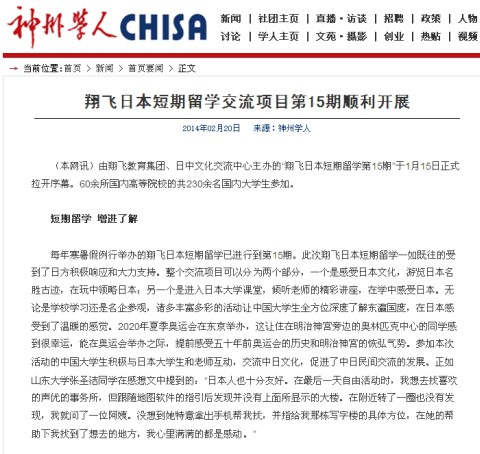 神州学人 CHISA
新闻 | 社团主页 | 直播·访谈 | 招聘 | 政策 | 人物
讨论 | 学人主页 | 文苑·摄影 | 创业 | 热贴 | 视频
→ 当前位置:首页 > 新闻 > 首页要闻 > 正文
翔飞日本短期留学交流项目第15期顺利开展
2014年02月20日 来源：神州学人
（本网讯）由翔飞教育集团、日中文化交流中心主办的“翔飞日本短期留学第15期”于1月15日正式
拉开序幕。60余所国内高等院校的共230余名国内大学生参加。
短期留学 增进了解
每年寒暑假例行举办的翔飞日本短期留学已进行到第15期。此次翔飞日本短期留学一如既往的受
到了日方积极响应和大力支持。整个交流项目可以分为两个部分，一个是感受日本文化，游览日本名
胜古迹，在玩中领略日本；另一个是进入日本大学课堂，倾听老师的精彩讲座，在学中感受日本。无
论是学校学习还是名企参观，诸多丰富多彩的活动让中国大学生全方位深度了解东瀛国度，在日本感
受到了温暖的感觉。2020年夏季奥运会在东京举办，这让住在明治神宫旁边的奥林匹克中心的同学感
到很幸运，能在奥运会举办之际，提前感受五十年前奥运会的历史和明治神宫的恢弘气势。参加本次
活动的中国大学生积极与日本大学生和老师互动，交流中日文化，促进了中日民间交流的发展。正如
山东大学张圣洁同学在感想文中提到的，“日本人也十分友好。在最后一天自由活动时，我想去找喜欢
的声优的事务所，但跟随地图软件的指引后发现并没有上面所显示的大楼。在附近转了一圈也没有发
现，我就问了一位阿姨。没想到她特意拿出手机帮我找，并指给我那栋写字楼的具体方位，在她的帮
助下我找到了想去的地方，我心里满满的都是感动。”